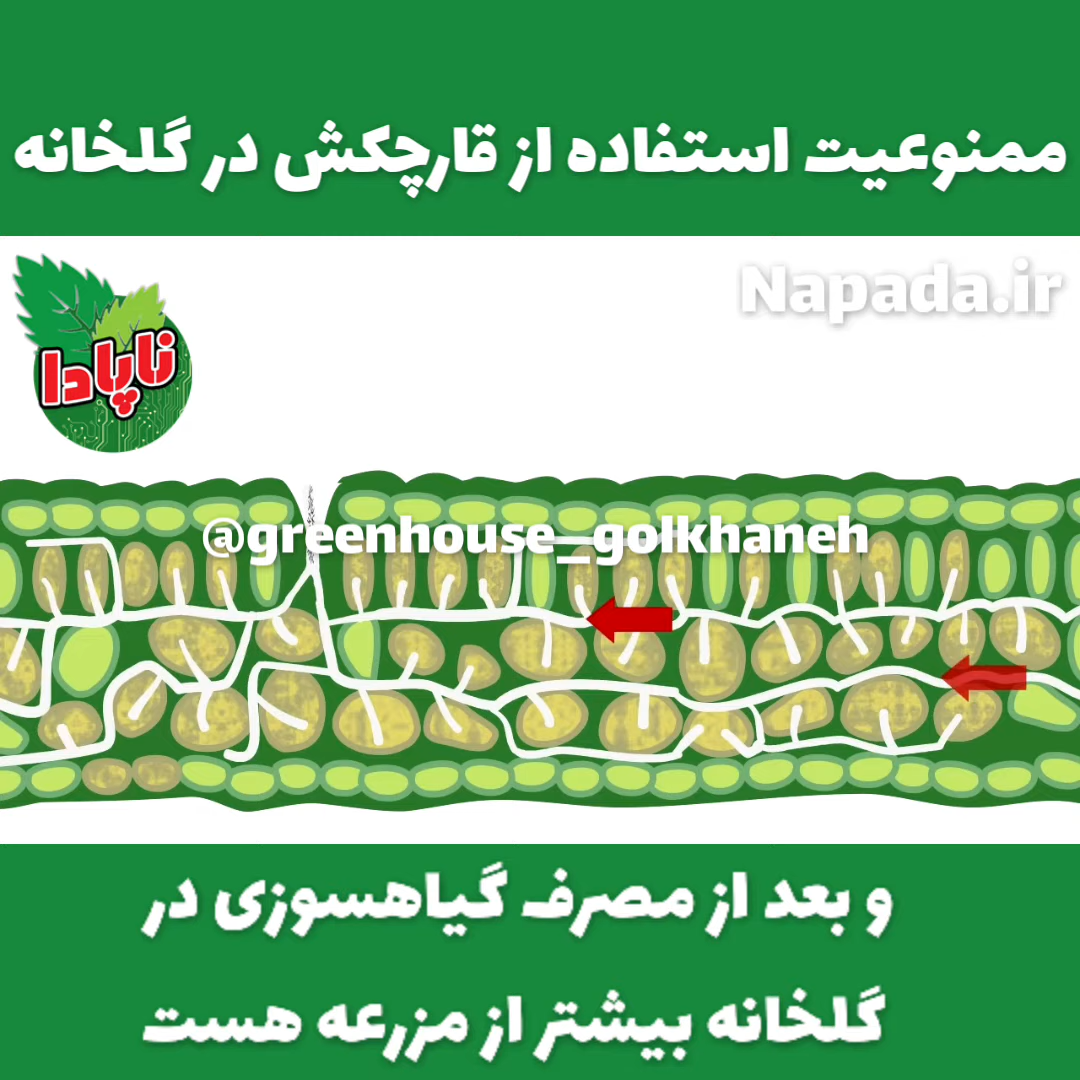 ممنوعیت استفاده از قارچکش در گلخانه
Napada.ir
ناپادا
@greenhouse_golkhaneh
و بعد از مصرف گیاهسوزی در
گلخانه بیشتر از مزرعه هست